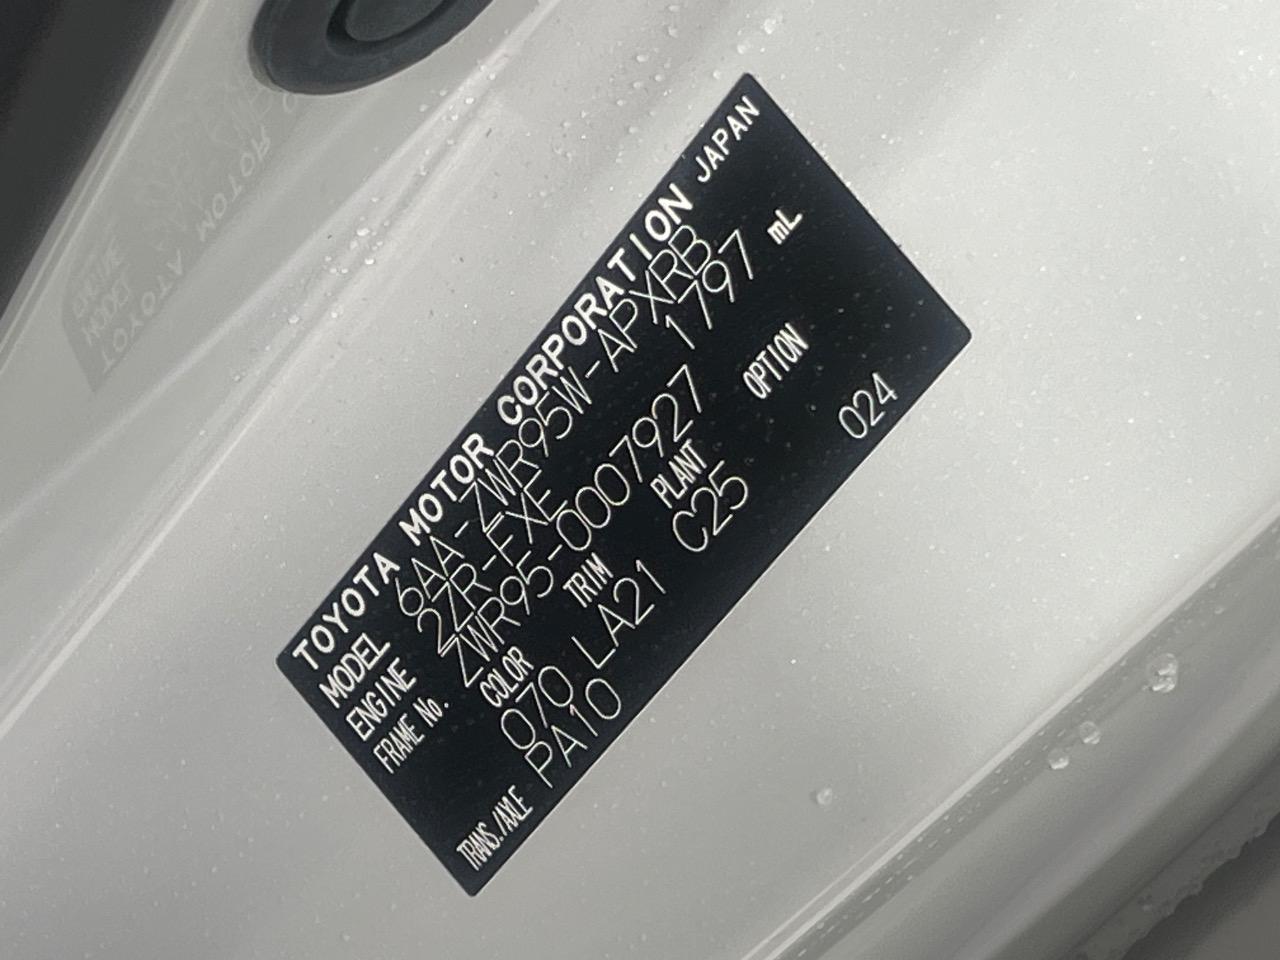 TOYOTA MOTOR CORPORATION JAPAN
MODEL 6AA-ZWR95W-APXRB
ENGINE 2ZR-FXE 1797 mL
FRAME No. ZWR95-0007927
COLOR TRIM PLANT OPTION
070 LA21 C25 024
TRANS./AXLE PA10